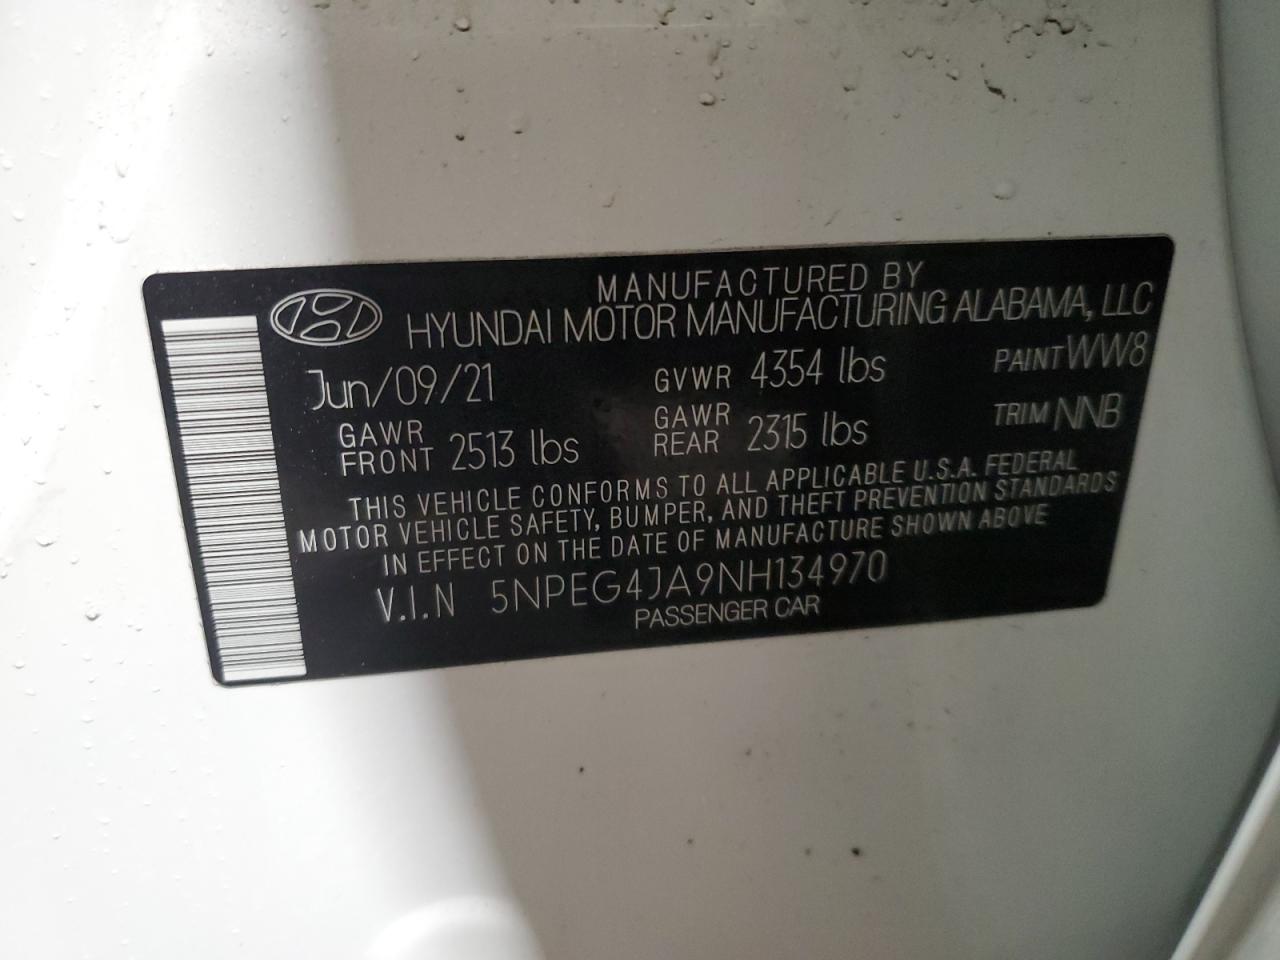 MANUFACTURED BY
HYUNDAI MOTOR MANUFACTURING ALABAMA, LLC
Jun/09/21 GVWR 4354 lbs PAINT WW8
GAWR FRONT 2513 lbs GAWR REAR 2315 lbs TRIM NNB
THIS VEHICLE CONFORMS TO ALL APPLICABLE U.S.A. FEDERAL
MOTOR VEHICLE SAFETY, BUMPER, AND THEFT PREVENTION STANDARDS
IN EFFECT ON THE DATE OF MANUFACTURE SHOWN ABOVE
V.I.N 5NPEG4JA9NH134970
PASSENGER CAR